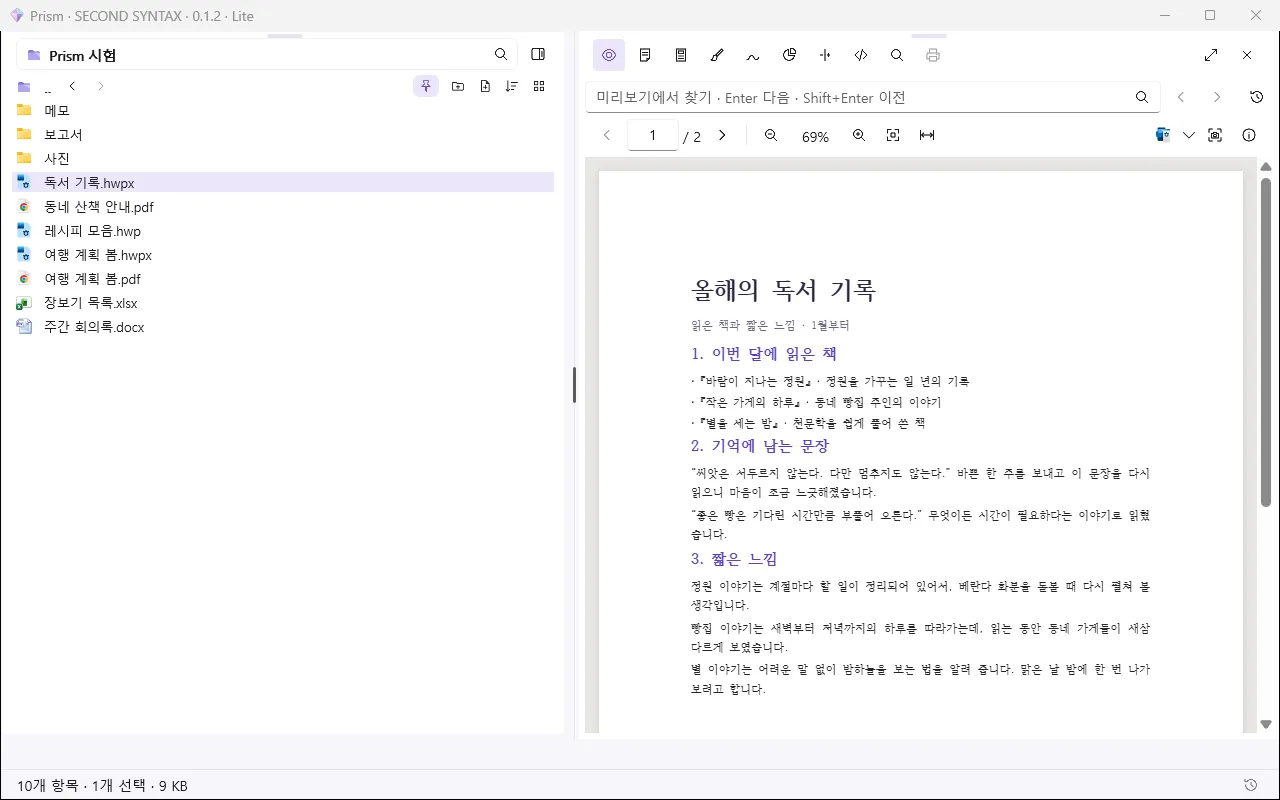 Prism · SECOND SYNTAX · 0.1.2 · Lite
Prism 시험
..
메모
보고서
사진
독서 기록.hwpx
동네 산책 안내.pdf
레시피 모음.hwp
여행 계획 봄.hwpx
여행 계획 봄.pdf
장보기 목록.xlsx
주간 회의록.docx
미리보기에서 찾기 · Enter 다음 · Shift+Enter 이전
1 / 2
69%
올해의 독서 기록
읽은 책과 짧은 느낌 · 1월부터
1. 이번 달에 읽은 책
· 『바람이 지나는 정원』 · 정원을 가꾸는 일 년의 기록
· 『작은 가게의 하루』 · 동네 빵집 주인의 이야기
· 『별을 세는 밤』 · 천문학을 쉽게 풀어 쓴 책
2. 기억에 남는 문장
“씨앗은 서두르지 않는다. 다만 멈추지도 않는다.” 바쁜 한 주를 보내고 이 문장을 다시
읽으니 마음이 조금 느긋해졌습니다.
“좋은 빵은 기다린 시간만큼 부풀어 오른다.” 무엇이든 시간이 필요하다는 이야기로 읽혔
습니다.
3. 짧은 느낌
정원 이야기는 계절마다 할 일이 정리되어 있어서, 베란다 화분을 돌볼 때 다시 펼쳐 볼
생각입니다.
빵집 이야기는 새벽부터 저녁까지의 하루를 따라가는데, 읽는 동안 동네 가게들이 새삼
다르게 보였습니다.
별 이야기는 어려운 말 없이 밤하늘을 보는 법을 알려 줍니다. 맑은 날 밤에 한 번 나가
보려고 합니다.
10개 항목 · 1개 선택 · 9 KB